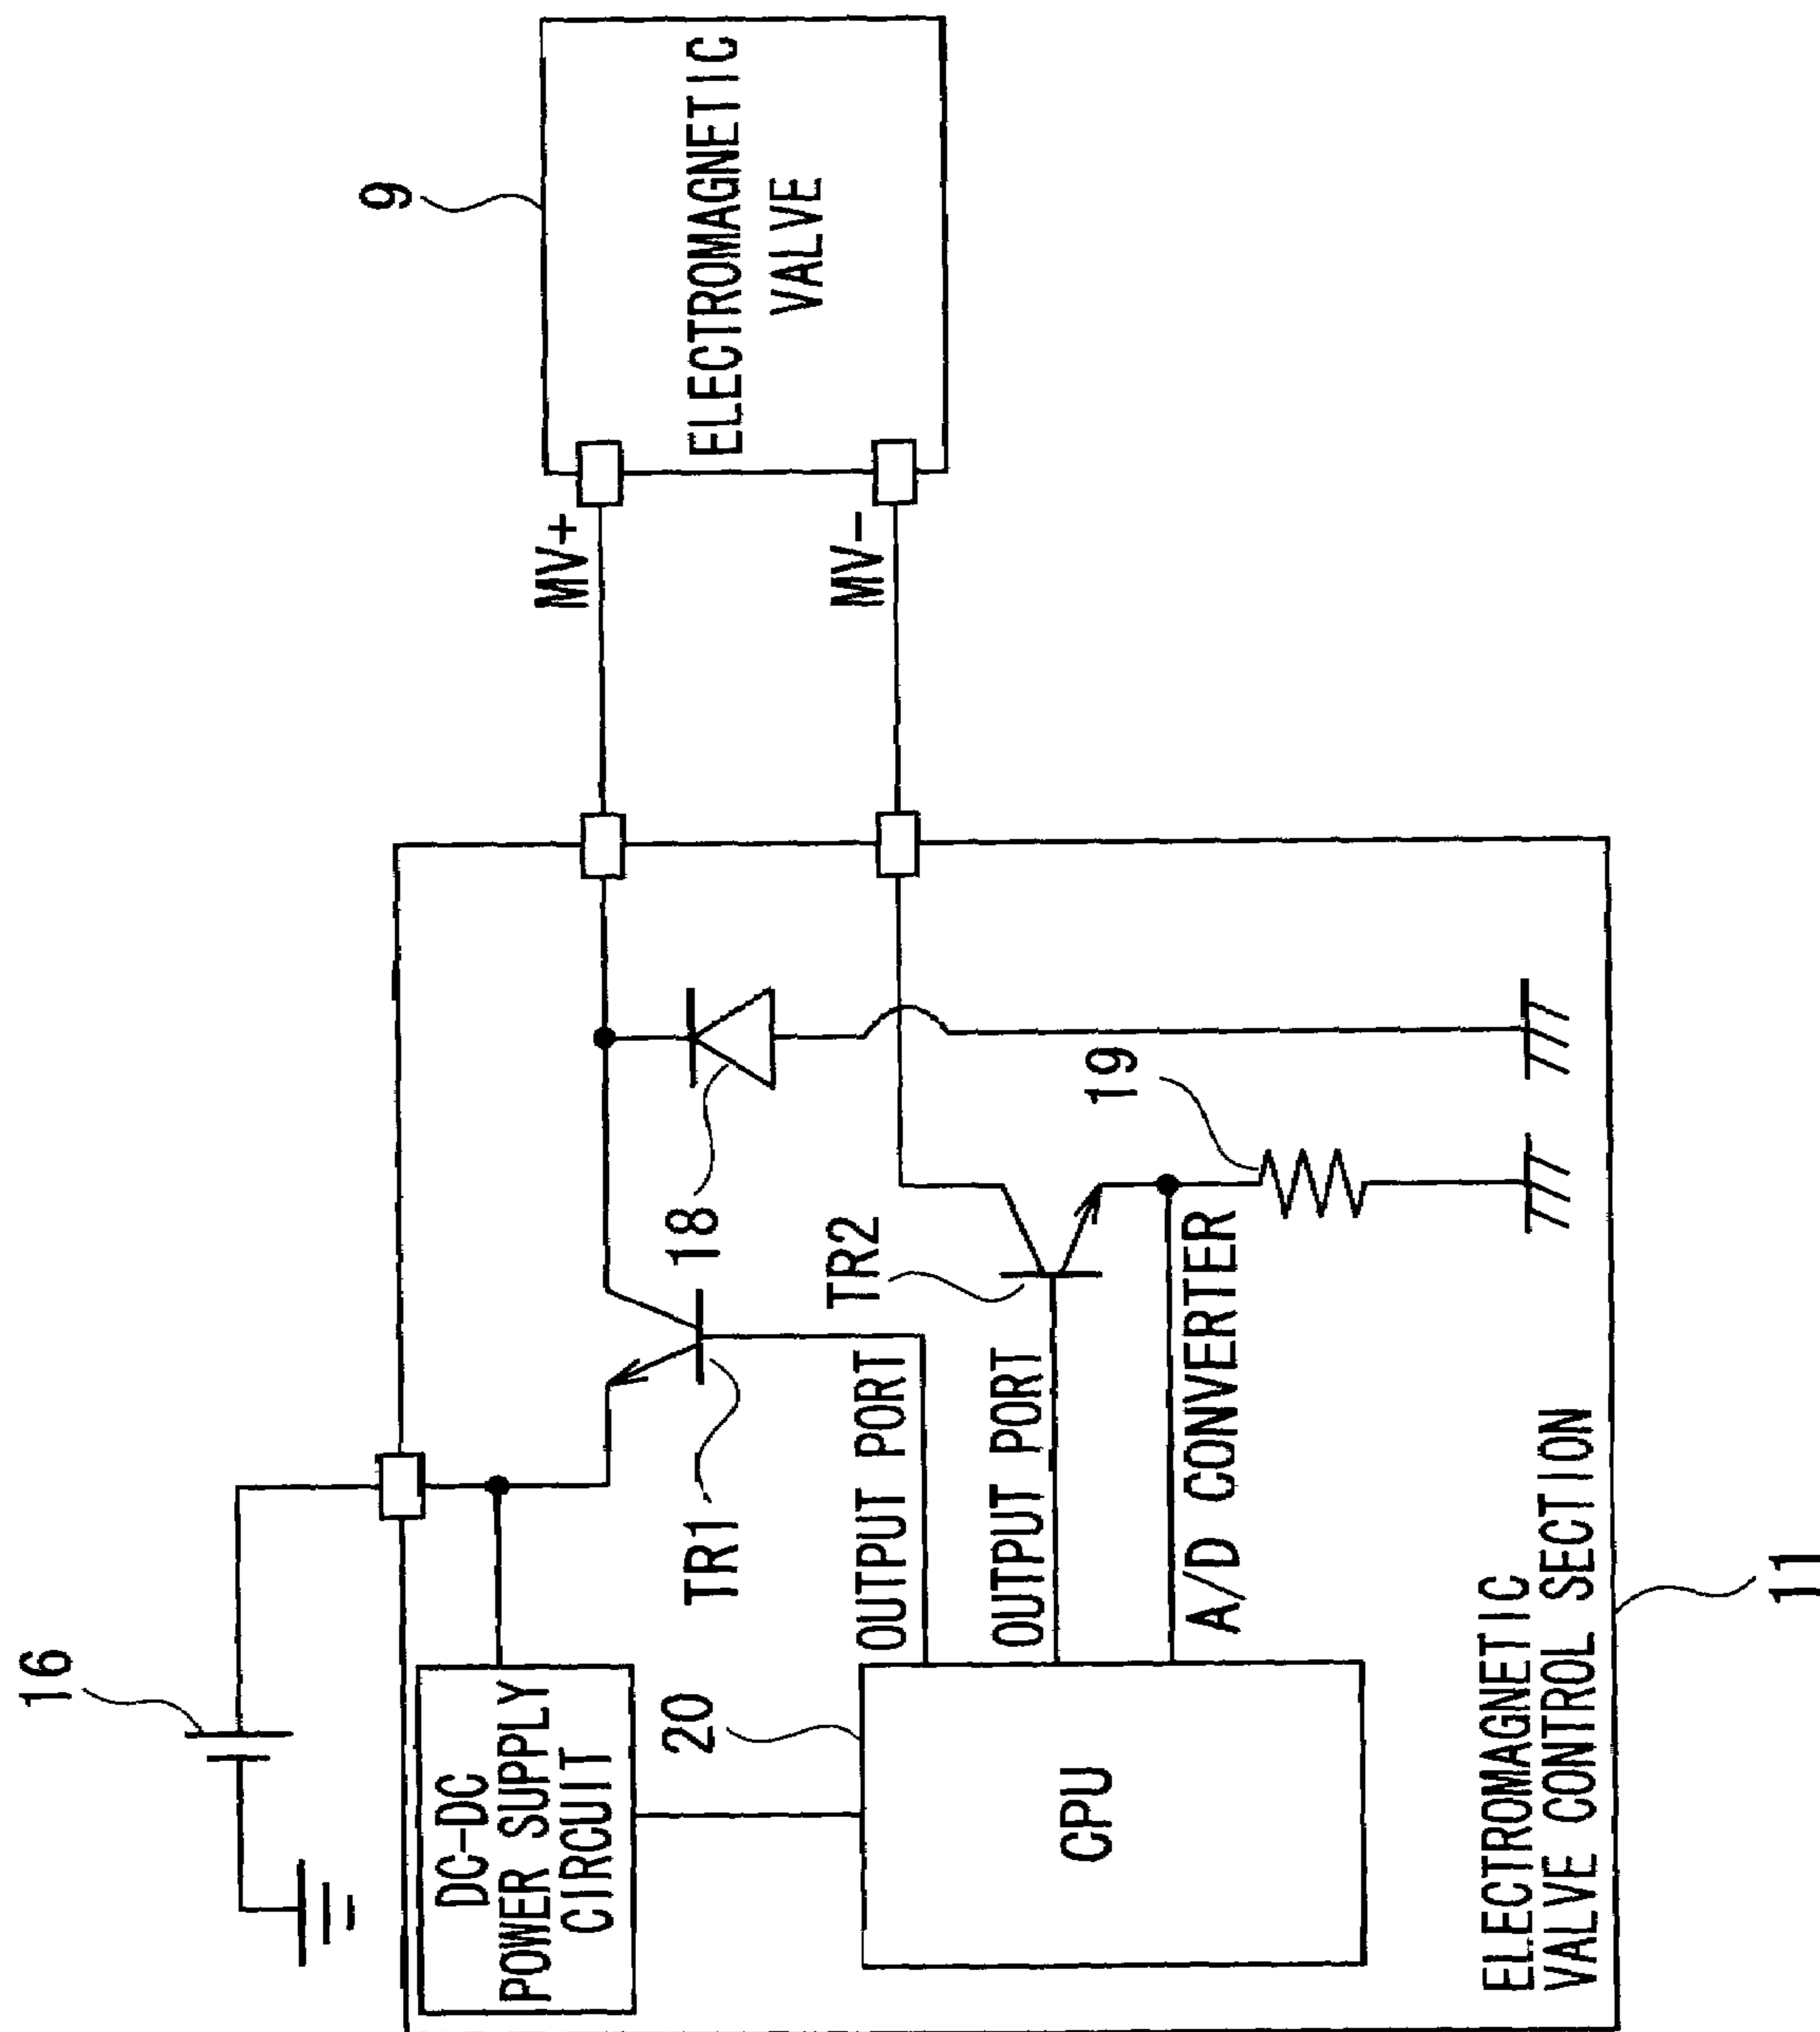 16
DC-DC
POWER SUPPLY
CIRCUIT
20
CPU
TR1
18
OUTPUT PORT
OUTPUT PORT
TR2
A/D CONVERTER
19
MV+
MV-
9
ELECTROMAGNETIC
VALVE
ELECTROMAGNETIC
VALVE CONTROL SECTION
11